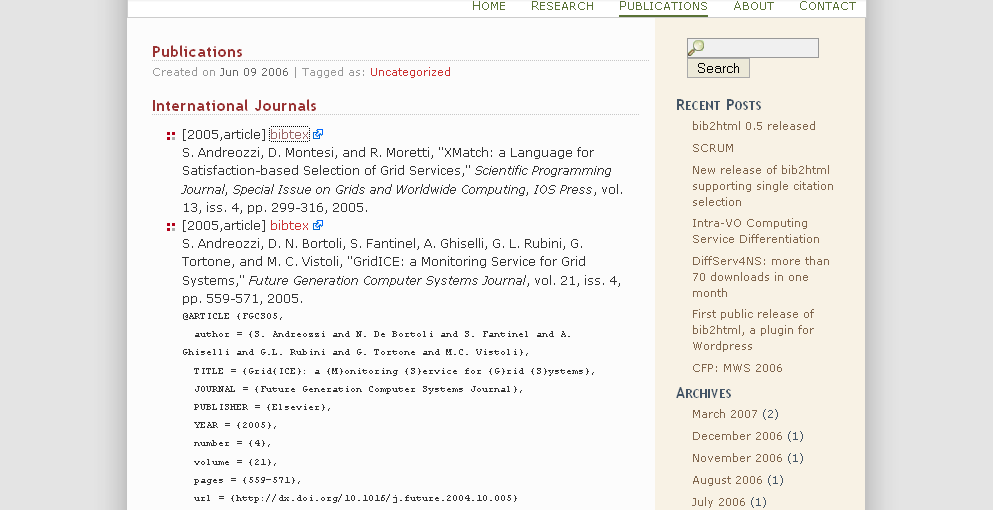 HOME RESEARCH PUBLICATIONS ABOUT CONTACT
Publications
Created on Jun 09 2006 | Tagged as: Uncategorized
International Journals
[2005,article] bibtex
S. Andreozzi, D. Montesi, and R. Moretti, "XMatch: a Language for
Satisfaction-based Selection of Grid Services," Scientific Programming
Journal, Special Issue on Grids and Worldwide Computing, IOS Press, vol.
13, iss. 4, pp. 299-316, 2005.
[2005,article] bibtex
S. Andreozzi, D. N. Bortoli, S. Fantinel, A. Ghiselli, G. L. Rubini, G.
Tortone, and M. C. Vistoli, "GridICE: a Monitoring Service for Grid
Systems," Future Generation Computer Systems Journal, vol. 21, iss. 4,
pp. 559-571, 2005.
@ARTICLE {FGCS05,
author = {S. Andreozzi and N. De Bortoli and S. Fantinel and A.
Ghiselli and G.L. Rubini and G. Tortone and M.C. Vistoli},
TITLE = {Grid{ICE}: a {M}onitoring {S}ervice for {G}rid {S}ystems},
JOURNAL = {Future Generation Computer Systems Journal},
PUBLISHER = {Elsevier},
YEAR = {2005},
number = {4},
volume = {21},
pages = {559-571},
url = {http://dx.doi.org/10.1016/j.future.2004.10.005}
Search
RECENT POSTS
bib2html 0.5 released
SCRUM
New release of bib2html
supporting single citation
selection
Intra-VO Computing
Service Differentiation
DiffServ4NS: more than
70 downloads in one
month
First public release of
bib2html, a plugin for
Wordpress
CFP: MWS 2006
ARCHIVES
March 2007 (2)
December 2006 (1)
November 2006 (1)
August 2006 (1)
July 2006 (1)